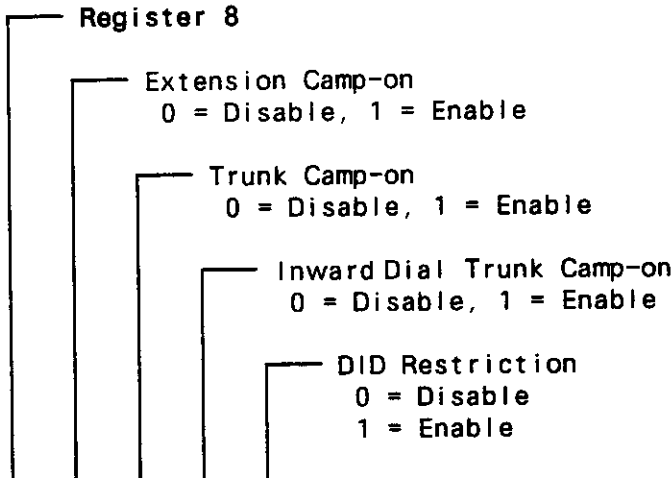 Register 8
Extension Camp-on
0 = Disable, 1 = Enable
Trunk Camp-on
0 = Disable, 1 = Enable
Inward Dial Trunk Camp-on
0 = Disable, 1 = Enable
DID Restriction
0 = Disable
1 = Enable